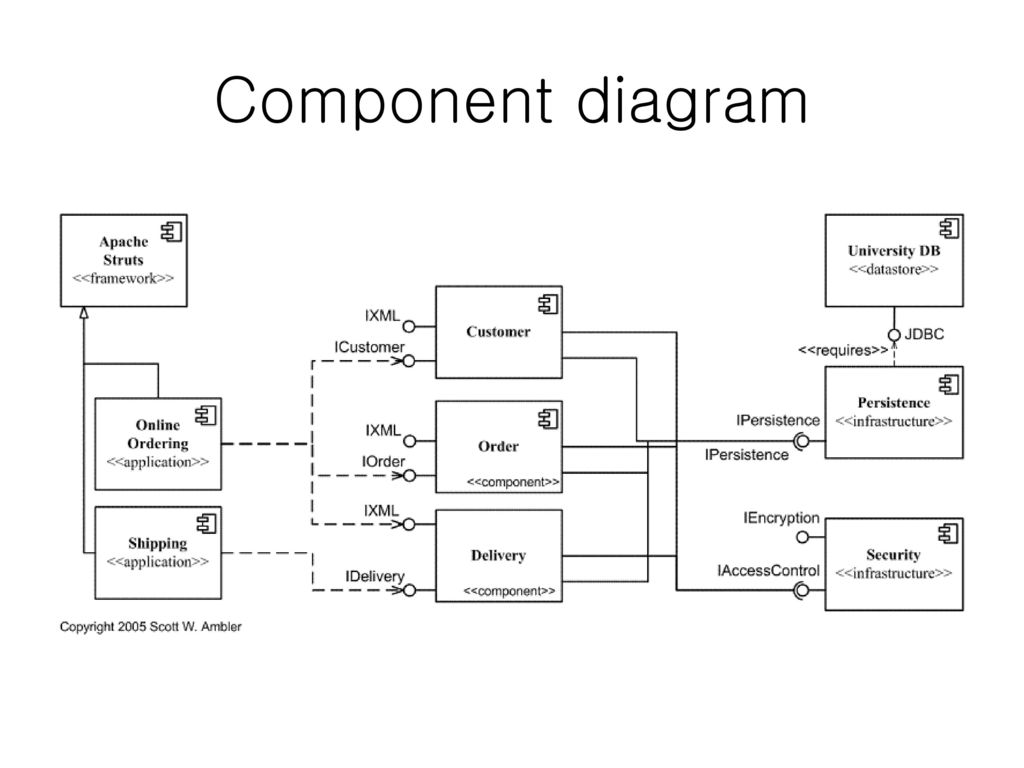 Component diagram
Apache
Struts
<<framework>>
University DB
<<datastore>>
IXML
Customer
ICustomer
JDBC
<<requires>>
Online
Ordering
<<application>>
IXML
Order
IOrder
<<component>>
IPersistence
IPersistence
Persistence
<<infrastructure>>
Shipping
<<application>>
IXML
Delivery
IDelivery
<<component>>
IEncryption
IAccessControl
Security
<<infrastructure>>
Copyright 2005 Scott W. Ambler